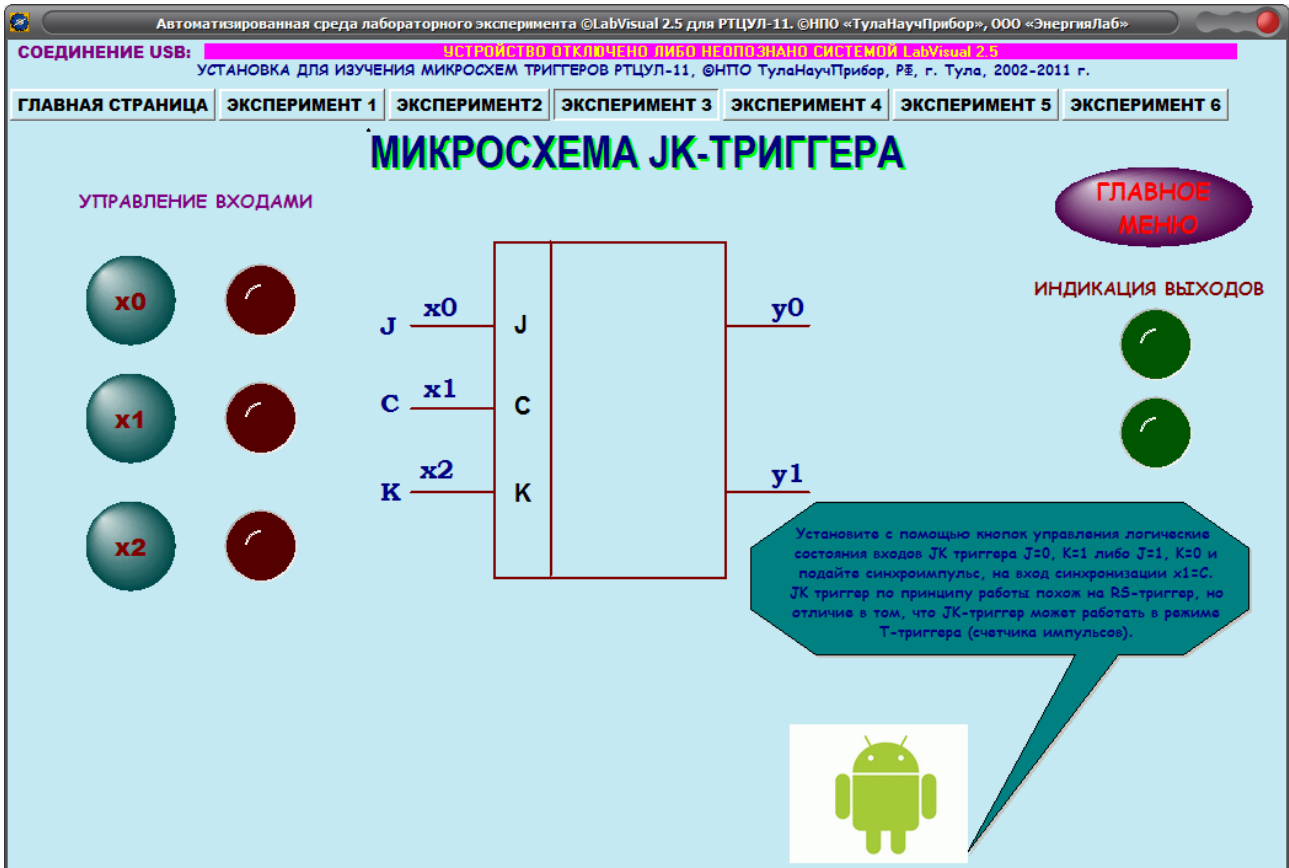 Автоматизированная среда лабораторного эксперимента ©LabVisual 2.5 для РТЦУЛ-11. ©НПО «ТулаНаучПрибор», ООО «ЭнергияЛаб»
СОЕДИНЕНИЕ USB: УСТРОЙСТВО ОТКЛЮЧЕНО ЛИБО НЕОПОЗНАНО СИСТЕМОЙ LabVisual 2.5
УСТАНОВКА ДЛЯ ИЗУЧЕНИЯ МИКРОСХЕМ ТРИГГЕРОВ РТЦУЛ-11, ©НТПО ТулаНаучПрибор, РФ, г. Тула, 2002-2011 г.
ГЛАВНАЯ СТРАНИЦА ЭКСПЕРИМЕНТ 1 ЭКСПЕРИМЕНТ2 ЭКСПЕРИМЕНТ 3 ЭКСПЕРИМЕНТ 4 ЭКСПЕРИМЕНТ 5 ЭКСПЕРИМЕНТ 6
МИКРОСХЕМА JK-ТРИГГЕРА
УПРАВЛЕНИЕ ВХОДАМИ
ГЛАВНОЕ
МЕНЮ
ИНДИКАЦИЯ ВЫХОДОВ
x0
x1
x2
J x0 J y0
C x1 C
K x2 K y1
Установите с помощью кнопок управления логические
состояния входов JK триггера J=0, K=1 либо J=1, K=0 и
подайте синхроимпульс, на вход синхронизации x1=C.
JK триггер по принципу работы похож на RS-триггер, но
отличие в том, что JK-триггер может работать в режиме
Т-триггера (счетчика импульсов).